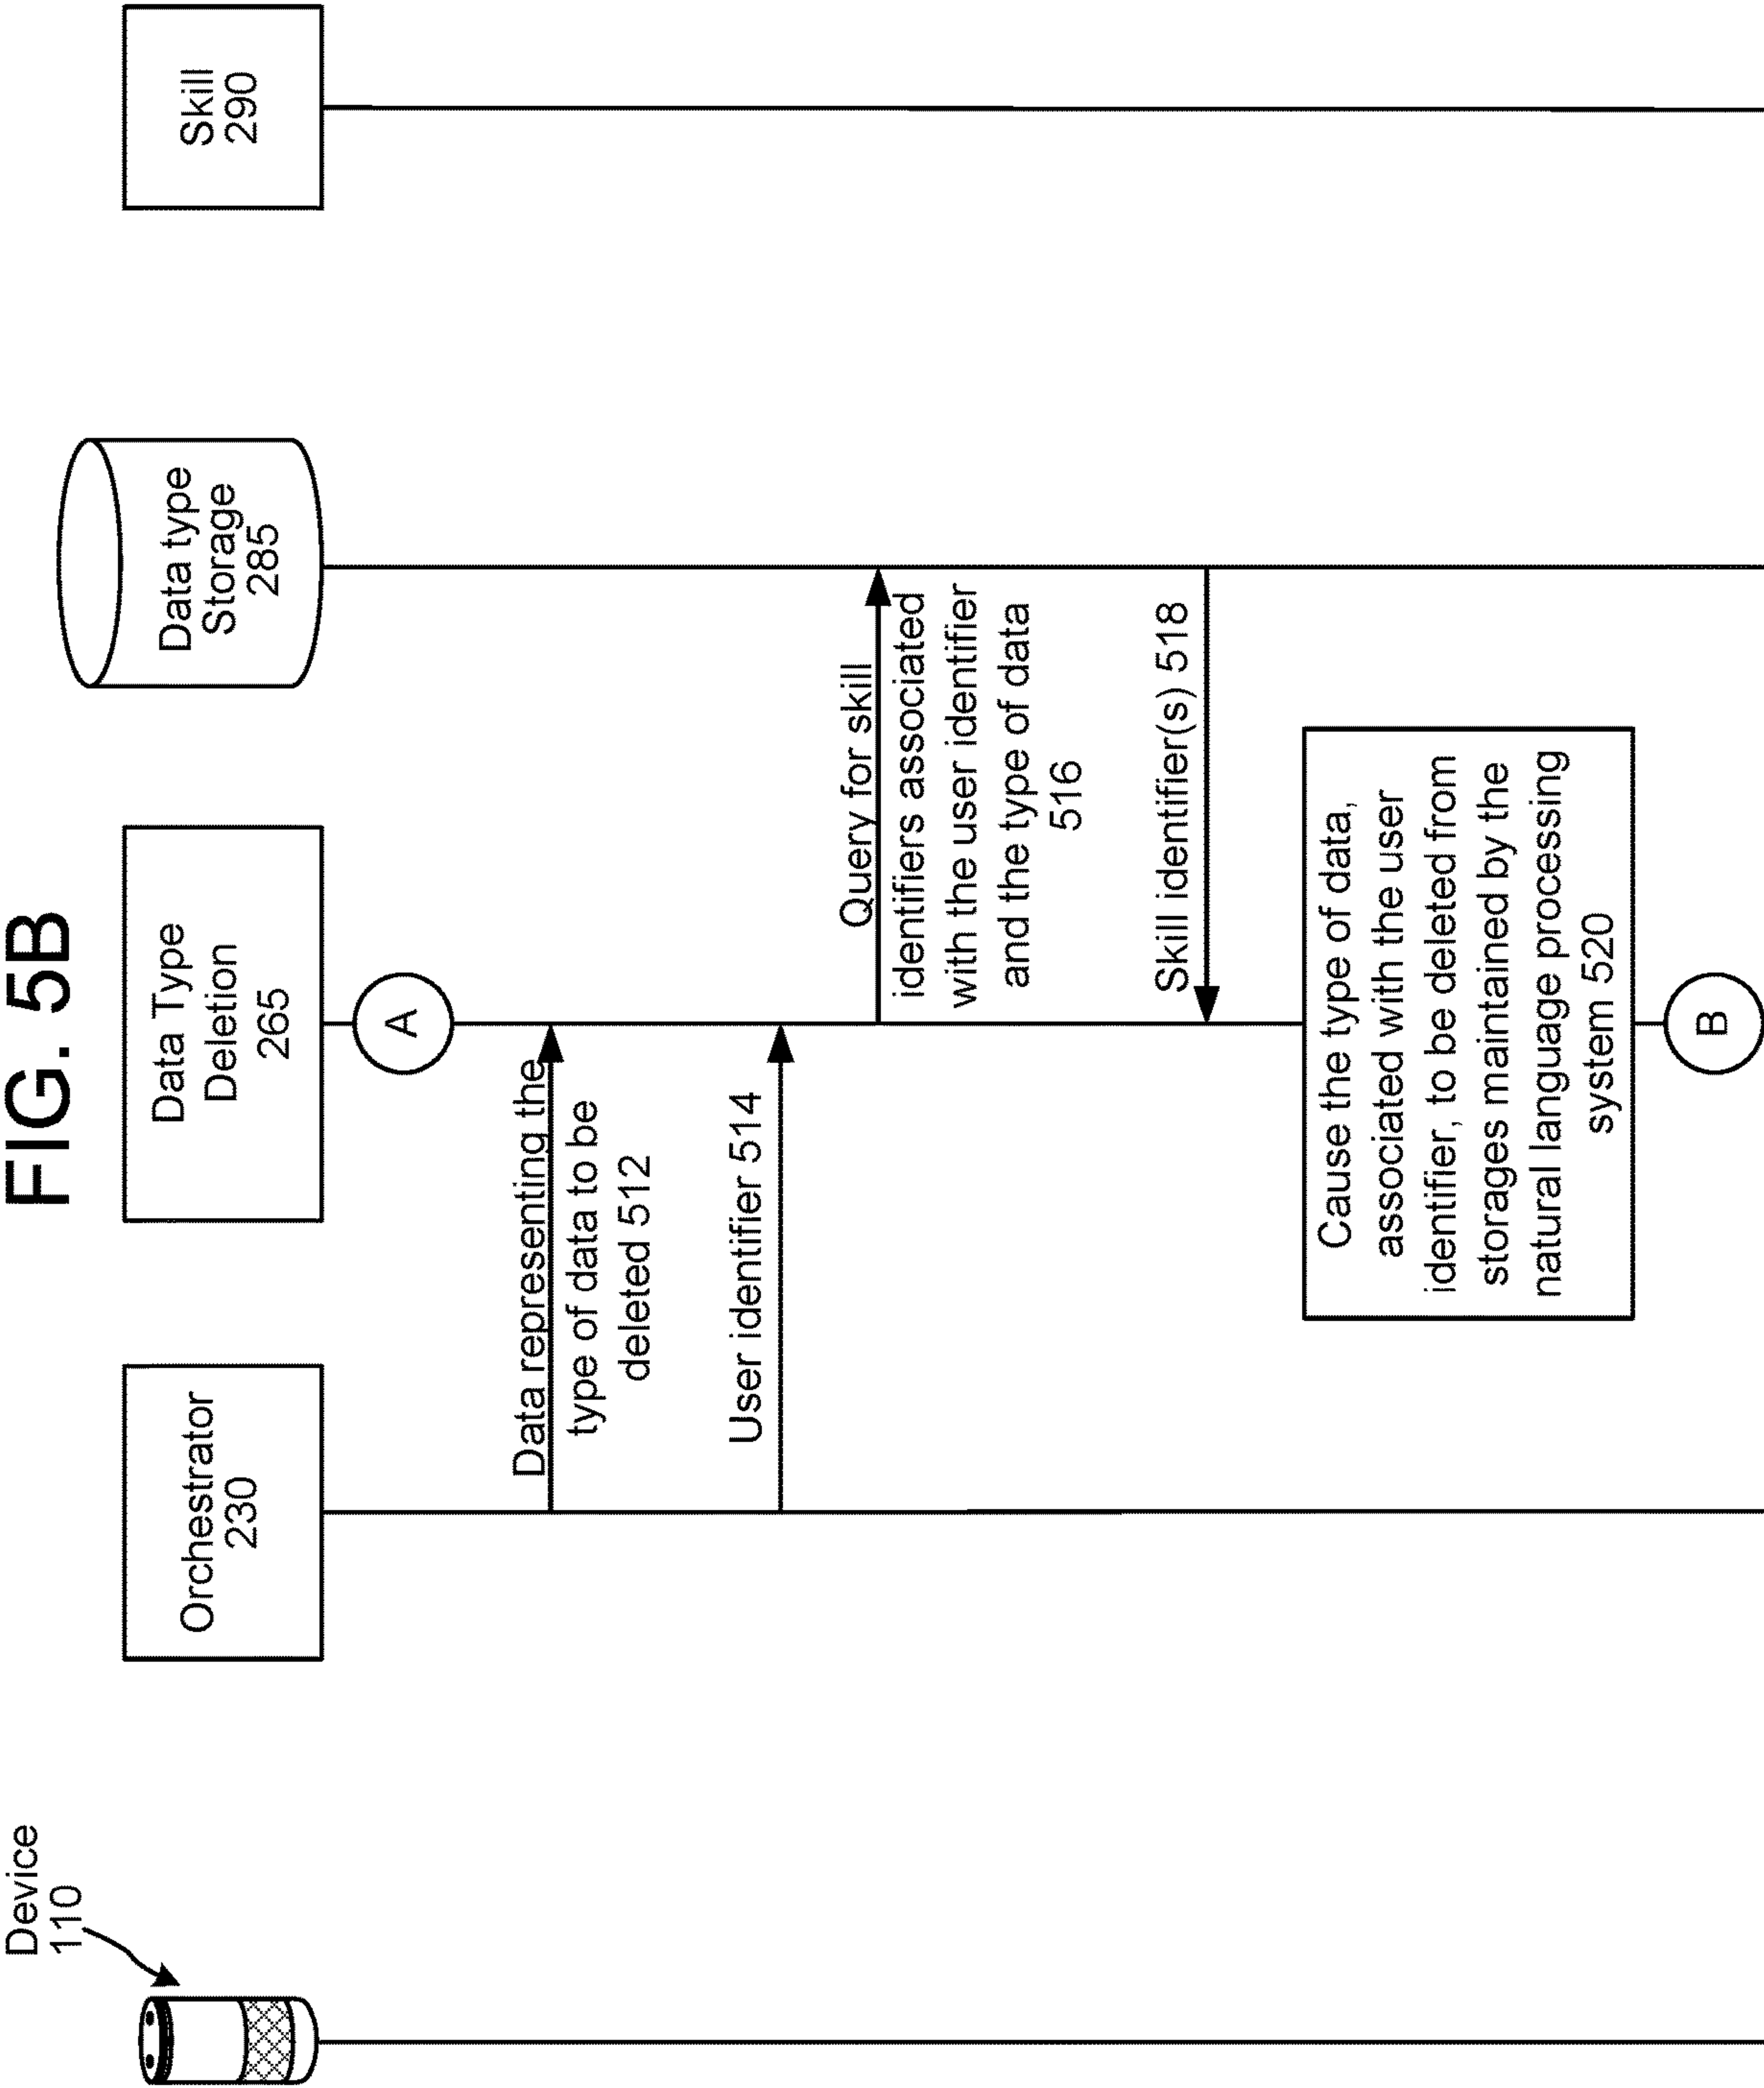 FIG. 5B
Device
110
Orchestrator
230
Data Type
Deletion
265
Data type
Storage
285
Skill
290
A
Data representing the
type of data to be
deleted 512
User identifier 514
Query for skill
identifiers associated
with the user identifier
and the type of data
516
Skill identifier(s) 518
Cause the type of data,
associated with the user
identifier, to be deleted from
storages maintained by the
natural language processing
system 520
B